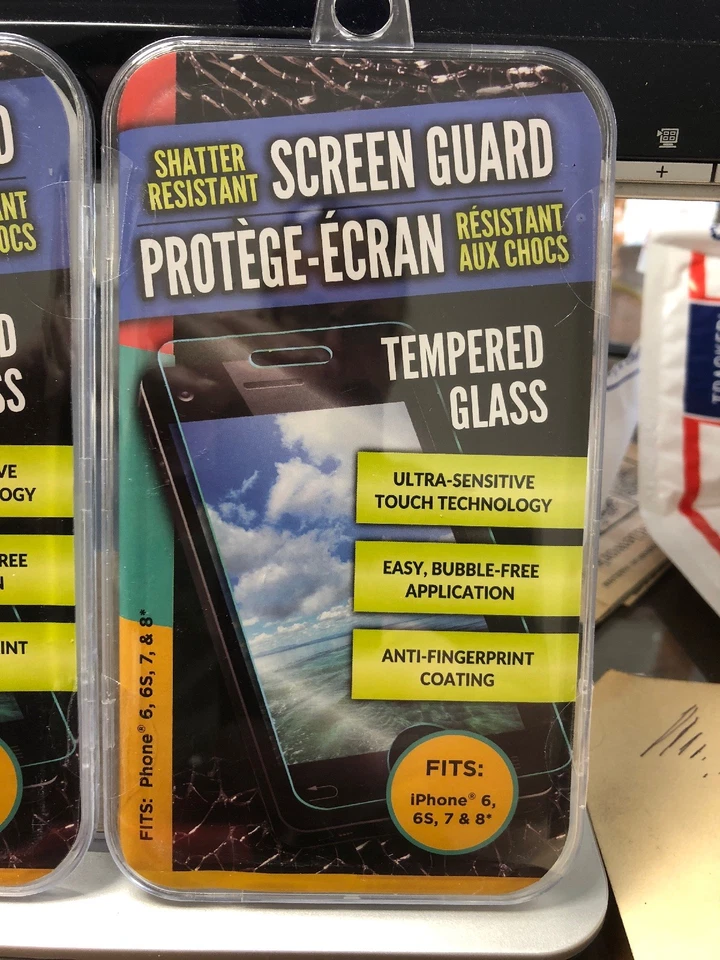 SHATTER
RESISTANT
SCREEN GUARD
PROTÈGE-ÉCRAN
RÉSISTANT
AUX CHOCS
TEMPERED
GLASS
ULTRA-SENSITIVE
TOUCH TECHNOLOGY
EASY, BUBBLE-FREE
APPLICATION
ANTI-FINGERPRINT
COATING
FITS:
iPhone® 6,
6S, 7 & 8*
FITS: Phone® 6, 6S, 7, & 8*